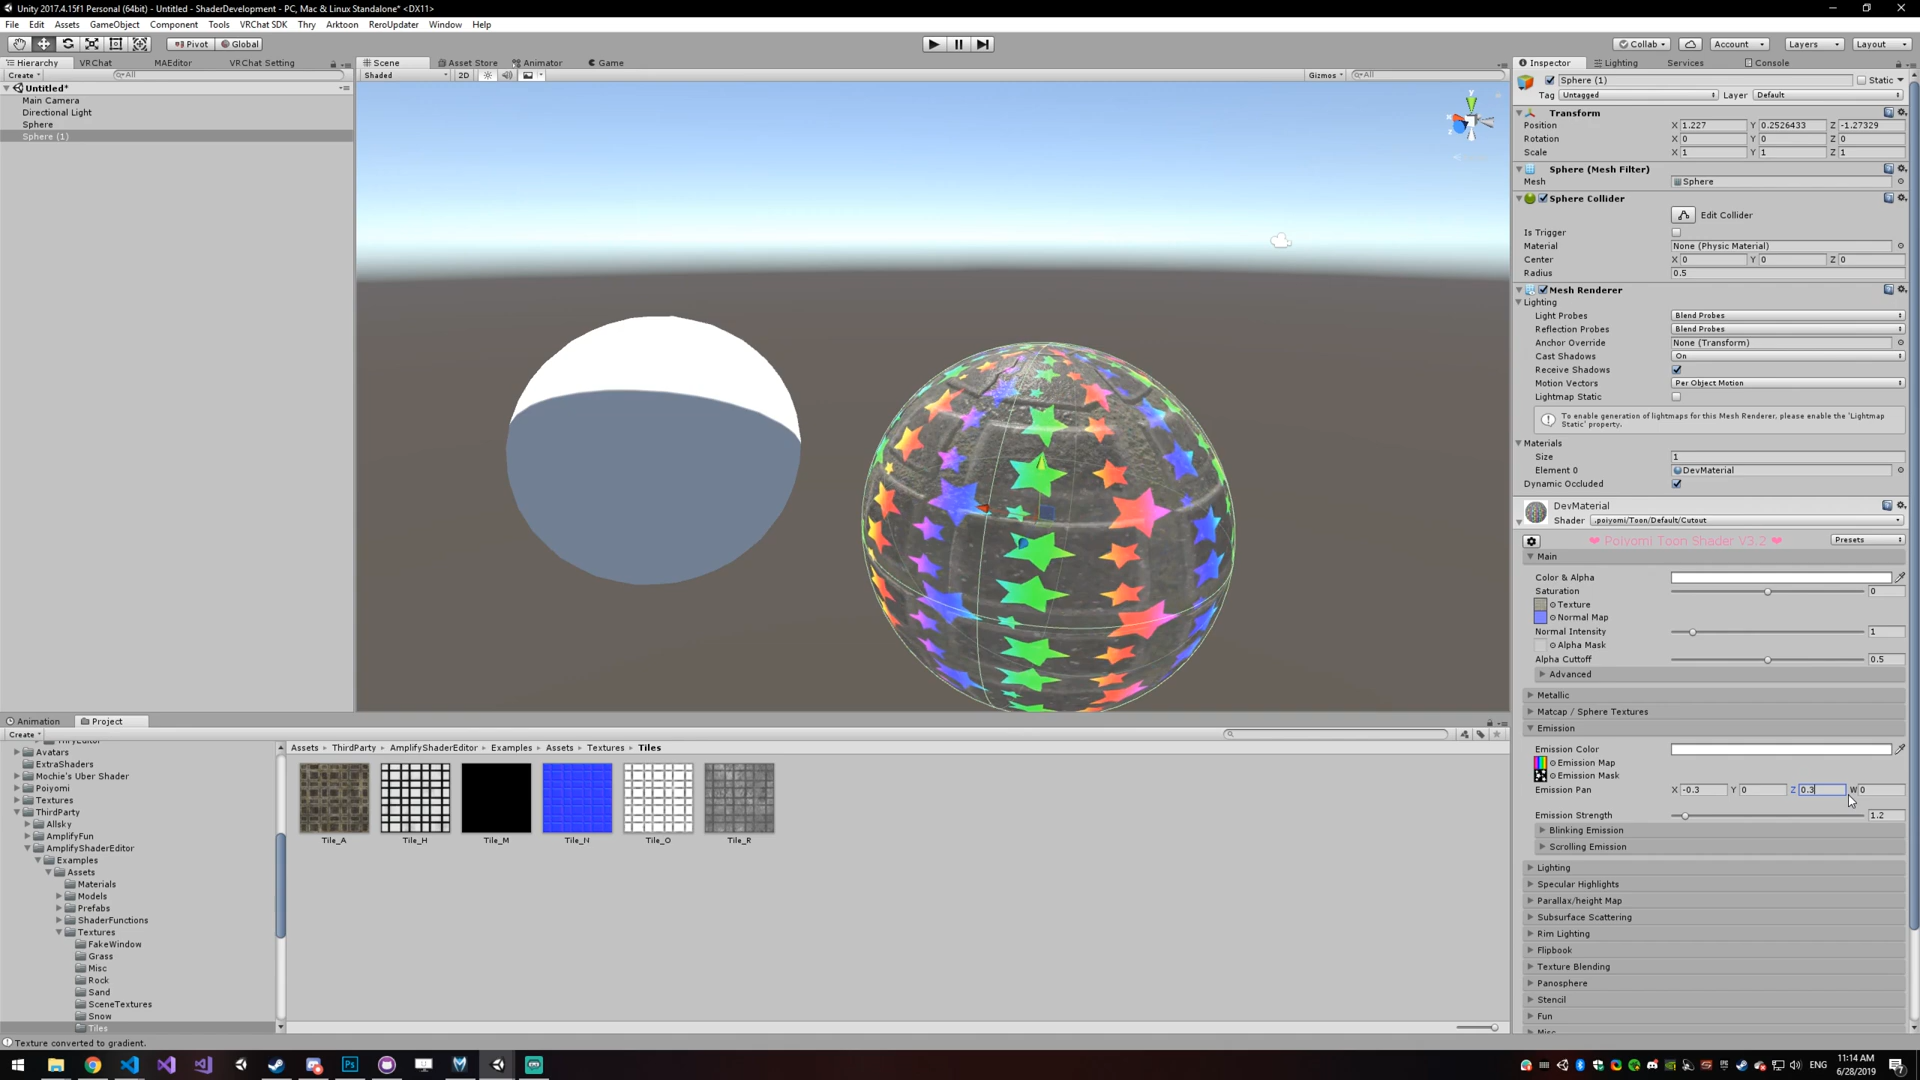 Unity 2017.4.15f1 Personal (64bit) - Untitled - ShaderDevelopment - PC, Mac & Linux Standalone* <DX11>
File Edit Assets GameObject Component Tools VRChat SDK Thry Arktoon ReroUpdater Window Help
Pivot Global
Collab Account Layers Layout
Hierarchy VRChat MAEditor VRChat Setting
Create All
Untitled*
Main Camera
Directional Light
Sphere
Sphere (1)
Scene Asset Store Animator Game
Shaded 2D Gizmos All
y
Inspector Lighting Services Console
Sphere (1) Static
Tag Untagged Layer Default
Transform
Position X 1.227 Y 0.2526433 Z -1.27329
Rotation X 0 Y 0 Z 0
Scale X 1 Y 1 Z 1
Sphere (Mesh Filter)
Mesh Sphere
Sphere Collider
Edit Collider
Is Trigger
Material None (Physic Material)
Center X 0 Y 0 Z 0
Radius 0.5
Mesh Renderer
Lighting
Light Probes Blend Probes
Reflection Probes Blend Probes
Anchor Override None (Transform)
Cast Shadows On
Receive Shadows
Motion Vectors Per Object Motion
Lightmap Static
To enable generation of lightmaps for this Mesh Renderer, please enable the 'Lightmap
Static' property.
Materials
Size 1
Element 0 DevMaterial
Dynamic Occluded
DevMaterial
Shader .poiyomi/Toon/Default/Cutout
❤ Poiyomi Toon Shader V3.2 ❤ Presets
Main
Color & Alpha
Saturation 0
Texture
Normal Map
Normal Intensity 1
Alpha Mask
Alpha Cuttoff 0.5
Advanced
Metallic
Matcap / Sphere Textures
Emission
Emission Color
Emission Map
Emission Mask
Emission Pan X -0.3 Y 0 Z 0.3 W 0
Emission Strength 1.2
Blinking Emission
Scrolling Emission
Lighting
Specular Highlights
Parallax/height Map
Subsurface Scattering
Rim Lighting
Flipbook
Texture Blending
Panosphere
Stencil
Fun
Misc
Animation Project
Create
ThryEditor
Avatars
ExtraShaders
Mochie's Uber Shader
Poiyomi
Textures
ThirdParty
Allsky
AmplifyFun
AmplifyShaderEditor
Examples
Assets
Materials
Models
Prefabs
ShaderFunctions
Textures
FakeWindow
Grass
Misc
Rock
Sand
SceneTextures
Snow
Tiles
Assets ThirdParty AmplifyShaderEditor Examples Assets Textures Tiles
Tile_A Tile_H Tile_M Tile_N Tile_O Tile_R
Texture converted to gradient.
ENG
11:14 AM
6/28/2019